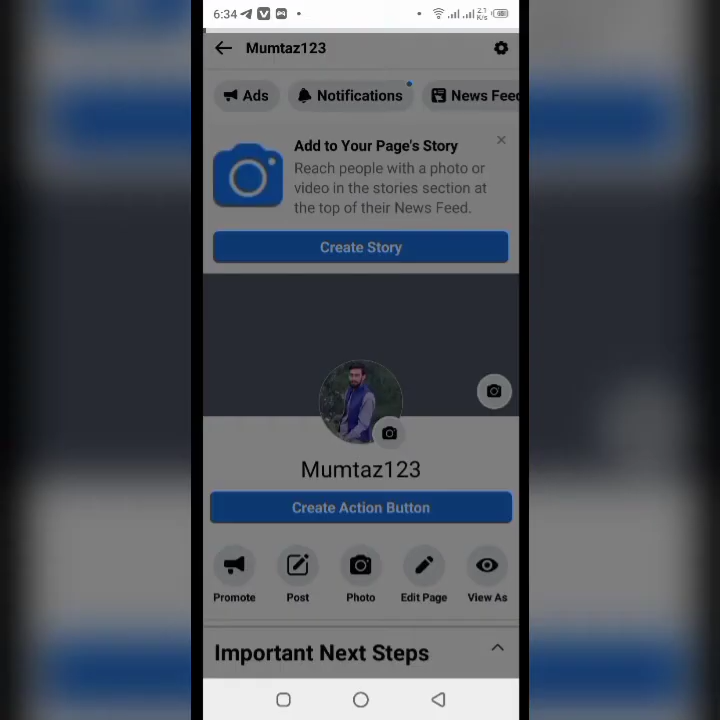 6:34 2.1 K/s
Mumtaz123
Ads Notifications News Feed
Add to Your Page's Story
Reach people with a photo or
video in the stories section at
the top of their News Feed.
Create Story
Mumtaz123
Create Action Button
Promote Post Photo Edit Page View As
Important Next Steps